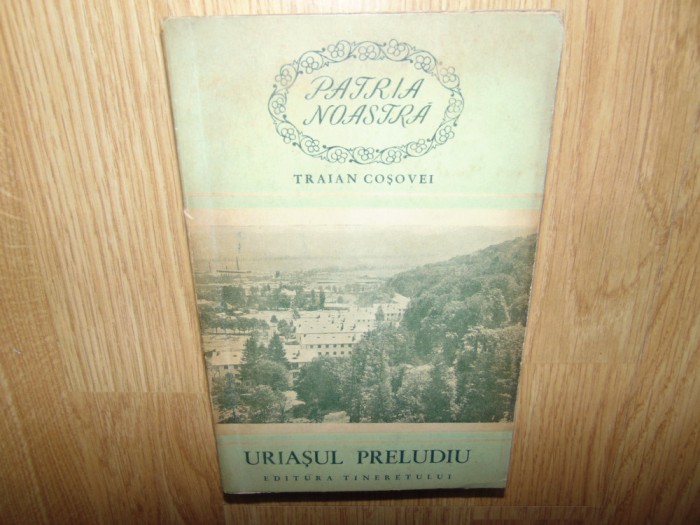 PATRIA
NOASTRĂ
TRAIAN COȘOVEI
URIAȘUL PRELUDIU
EDITURA TINERETULUI